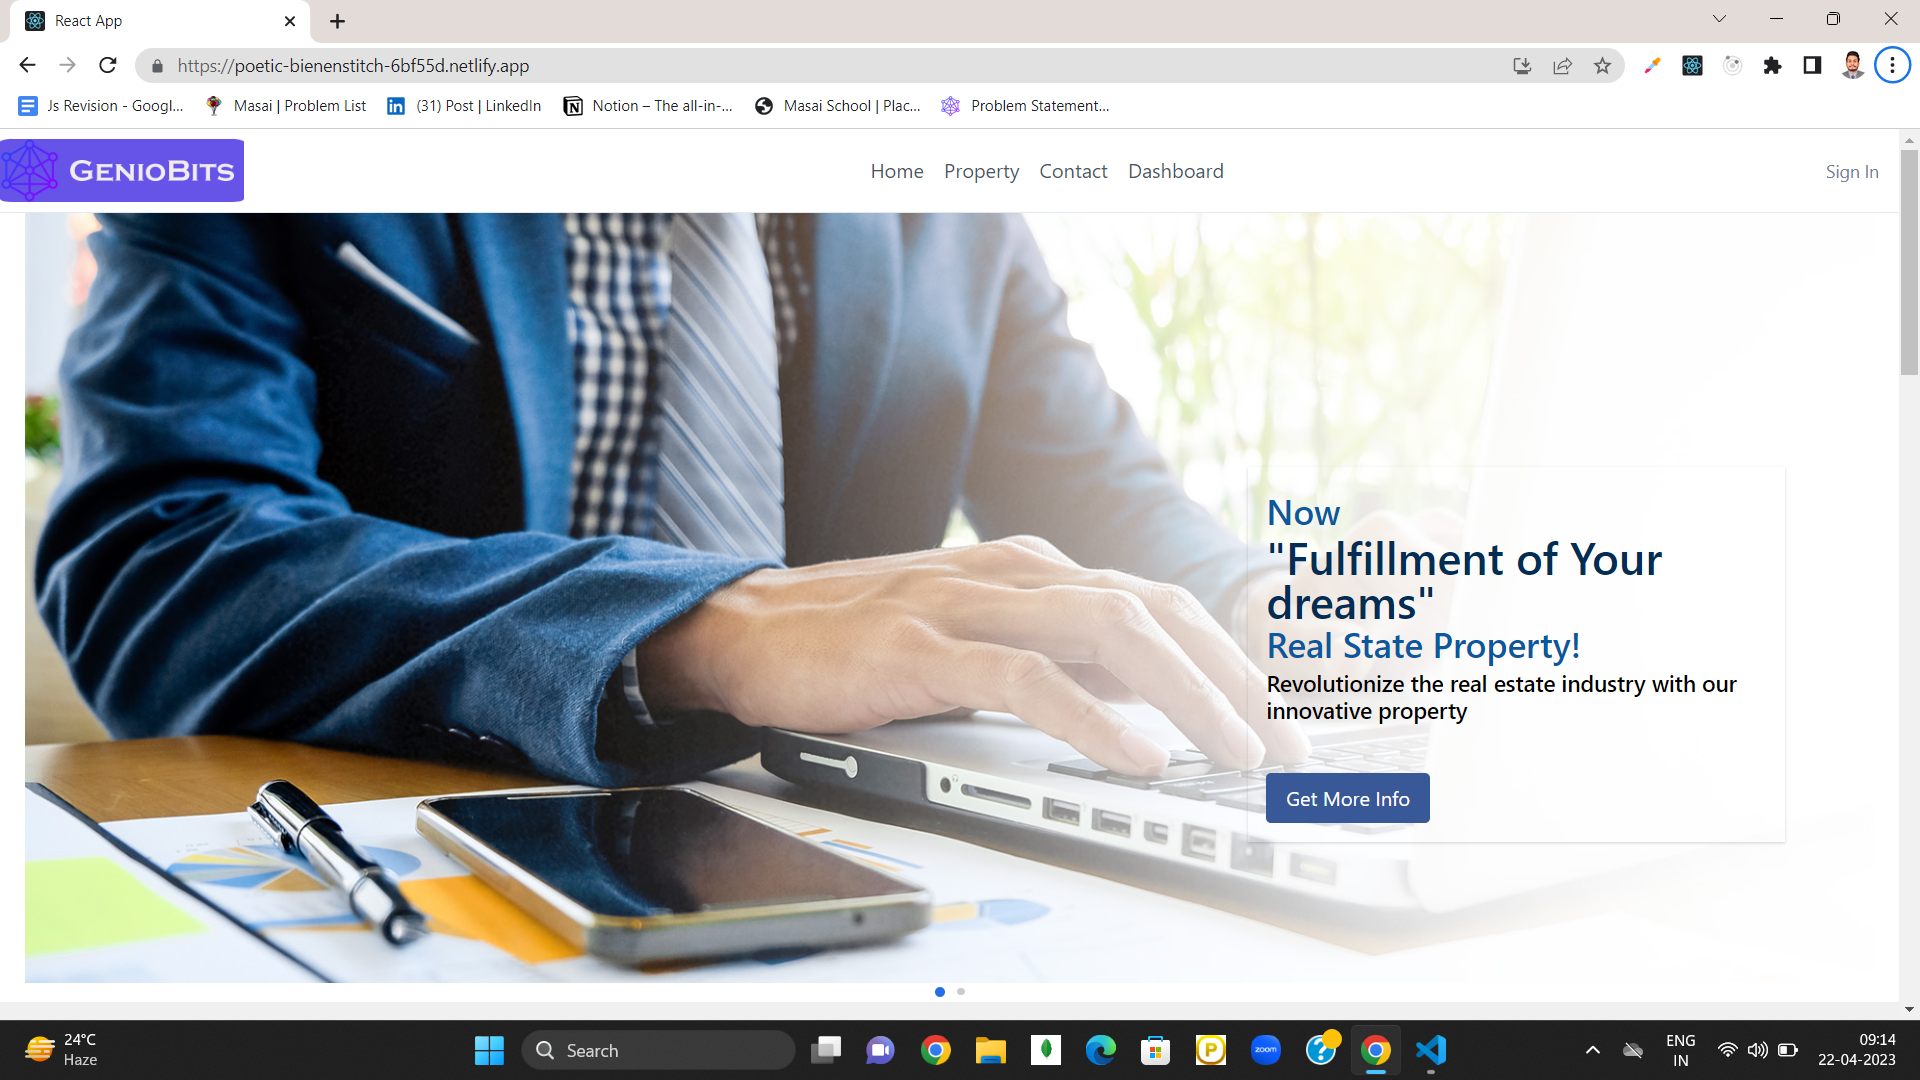 React App
https://poetic-bienenstitch-6bf55d.netlify.app
Js Revision - Googl...
Masai | Problem List
(31) Post | LinkedIn
Notion – The all-in-...
Masai School | Plac...
Problem Statement...
GENIOBITS
Home
Property
Contact
Dashboard
Sign In
Now
"Fulfillment of Your
dreams"
Real State Property!
Revolutionize the real estate industry with our
innovative property
Get More Info
24°C
Haze
Search
zoom
ENG
IN
09:14
22-04-2023